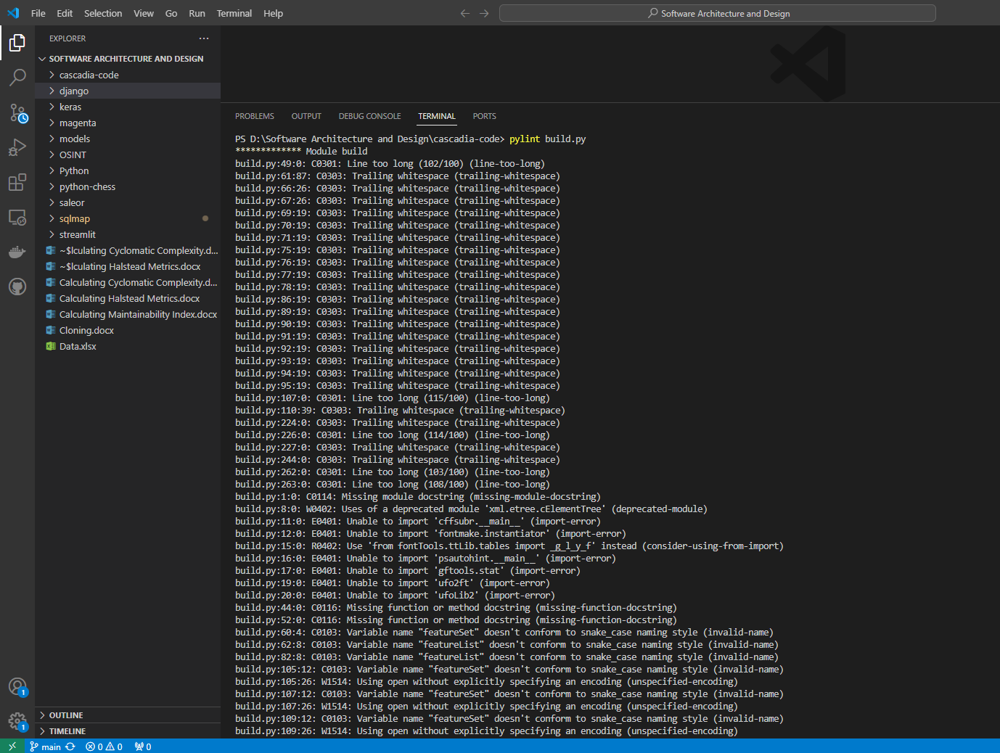 File Edit Selection View Go Run Terminal Help
Software Architecture and Design
EXPLORER
SOFTWARE ARCHITECTURE AND DESIGN
cascadia-code
django
keras
magenta
models
OSINT
Python
python-chess
saleor
sqlmap
streamlit
~$lculating Cyclomatic Complexity.d...
~$lculating Halstead Metrics.docx
Calculating Cyclomatic Complexity.d...
Calculating Halstead Metrics.docx
Calculating Maintainability Index.docx
Cloning.docx
Data.xlsx
OUTLINE
TIMELINE
PROBLEMS OUTPUT DEBUG CONSOLE TERMINAL PORTS
PS D:\Software Architecture and Design\cascadia-code> pylint build.py
************* Module build
build.py:49:0: C0301: Line too long (102/100) (line-too-long)
build.py:61:87: C0303: Trailing whitespace (trailing-whitespace)
build.py:66:26: C0303: Trailing whitespace (trailing-whitespace)
build.py:67:26: C0303: Trailing whitespace (trailing-whitespace)
build.py:69:19: C0303: Trailing whitespace (trailing-whitespace)
build.py:70:19: C0303: Trailing whitespace (trailing-whitespace)
build.py:71:19: C0303: Trailing whitespace (trailing-whitespace)
build.py:75:19: C0303: Trailing whitespace (trailing-whitespace)
build.py:76:19: C0303: Trailing whitespace (trailing-whitespace)
build.py:77:19: C0303: Trailing whitespace (trailing-whitespace)
build.py:78:19: C0303: Trailing whitespace (trailing-whitespace)
build.py:86:19: C0303: Trailing whitespace (trailing-whitespace)
build.py:89:19: C0303: Trailing whitespace (trailing-whitespace)
build.py:90:19: C0303: Trailing whitespace (trailing-whitespace)
build.py:91:19: C0303: Trailing whitespace (trailing-whitespace)
build.py:92:19: C0303: Trailing whitespace (trailing-whitespace)
build.py:93:19: C0303: Trailing whitespace (trailing-whitespace)
build.py:94:19: C0303: Trailing whitespace (trailing-whitespace)
build.py:95:19: C0303: Trailing whitespace (trailing-whitespace)
build.py:107:0: C0301: Line too long (115/100) (line-too-long)
build.py:110:39: C0303: Trailing whitespace (trailing-whitespace)
build.py:224:0: C0303: Trailing whitespace (trailing-whitespace)
build.py:226:0: C0301: Line too long (114/100) (line-too-long)
build.py:227:0: C0303: Trailing whitespace (trailing-whitespace)
build.py:244:0: C0303: Trailing whitespace (trailing-whitespace)
build.py:262:0: C0301: Line too long (103/100) (line-too-long)
build.py:263:0: C0301: Line too long (108/100) (line-too-long)
build.py:1:0: C0114: Missing module docstring (missing-module-docstring)
build.py:8:0: W0402: Uses of a deprecated module 'xml.etree.cElementTree' (deprecated-module)
build.py:11:0: E0401: Unable to import 'cffsubr.__main__' (import-error)
build.py:12:0: E0401: Unable to import 'fontmake.instantiator' (import-error)
build.py:15:0: R0402: Use 'from fontTools.ttLib.tables import _g_l_y_f' instead (consider-using-from-import)
build.py:16:0: E0401: Unable to import 'psautohint.__main__' (import-error)
build.py:17:0: E0401: Unable to import 'gftools.stat' (import-error)
build.py:19:0: E0401: Unable to import 'ufo2ft' (import-error)
build.py:20:0: E0401: Unable to import 'ufoLib2' (import-error)
build.py:44:0: C0116: Missing function or method docstring (missing-function-docstring)
build.py:52:0: C0116: Missing function or method docstring (missing-function-docstring)
build.py:60:4: C0103: Variable name "featureSet" doesn't conform to snake_case naming style (invalid-name)
build.py:62:8: C0103: Variable name "featureList" doesn't conform to snake_case naming style (invalid-name)
build.py:82:8: C0103: Variable name "featureList" doesn't conform to snake_case naming style (invalid-name)
build.py:105:12: C0103: Variable name "featureSet" doesn't conform to snake_case naming style (invalid-name)
build.py:105:26: W1514: Using open without explicitly specifying an encoding (unspecified-encoding)
build.py:107:12: C0103: Variable name "featureSet" doesn't conform to snake_case naming style (invalid-name)
build.py:107:26: W1514: Using open without explicitly specifying an encoding (unspecified-encoding)
build.py:109:12: C0103: Variable name "featureSet" doesn't conform to snake_case naming style (invalid-name)
build.py:109:26: W1514: Using open without explicitly specifying an encoding (unspecified-encoding)
1
1
main 0 0 0